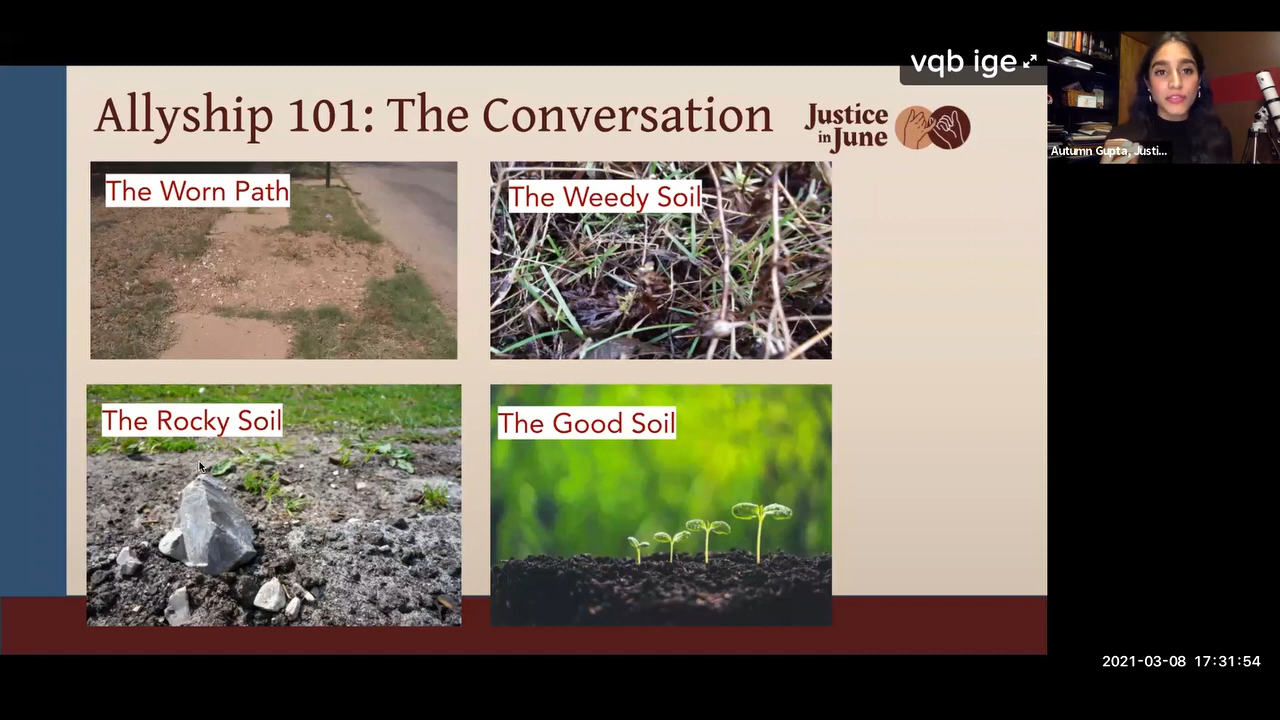 vqb ige
Allyship 101: The Conversation
Justice
in June
The Worn Path
The Weedy Soil
The Rocky Soil
The Good Soil
Autumn Gupta, Justi...
2021-03-08 17:31:54